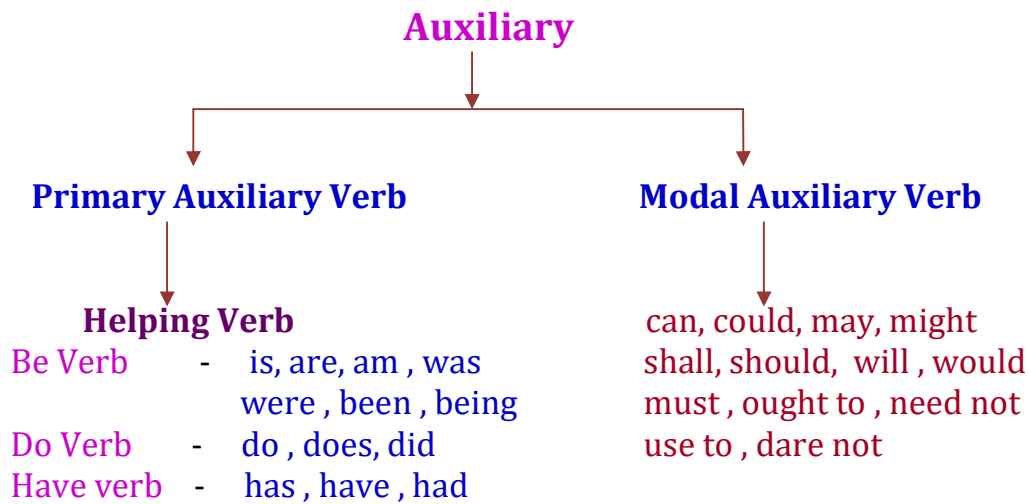 Auxiliary
Primary Auxiliary Verb
Modal Auxiliary Verb
Helping Verb
Be Verb - is, are, am , was
were , been , being
Do Verb - do , does, did
Have verb - has , have , had
can, could, may, might
shall, should, will , would
must , ought to , need not
use to , dare not